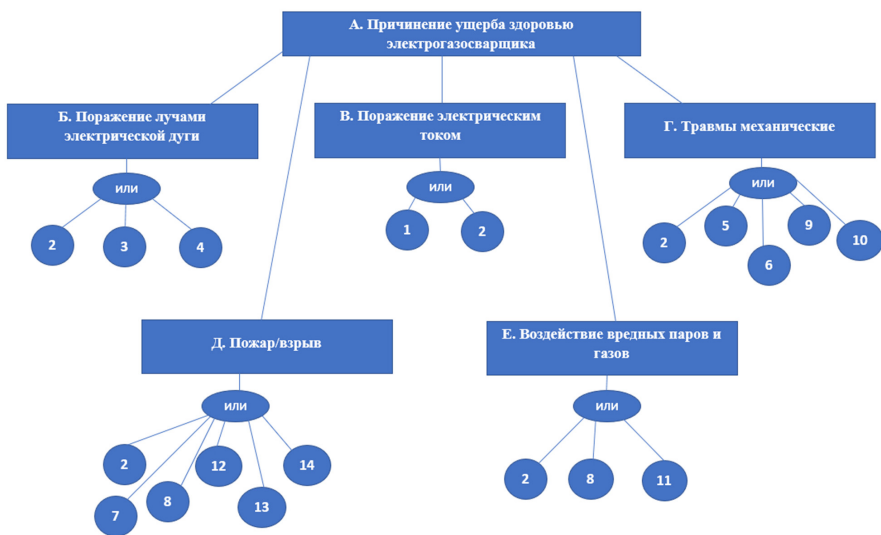 А. Причинение ущерба здоровью
электрогазосварщика
Б. Поражение лучами
электрической дуги
В. Поражение электрическим
током
Г. Травмы механические
ИЛИ
ИЛИ
ИЛИ
2
3
4
1
2
2
5
6
9
10
Д. Пожар/взрыв
Е. Воздействие вредных паров и
газов
ИЛИ
ИЛИ
2
7
8
12
13
14
2
8
11